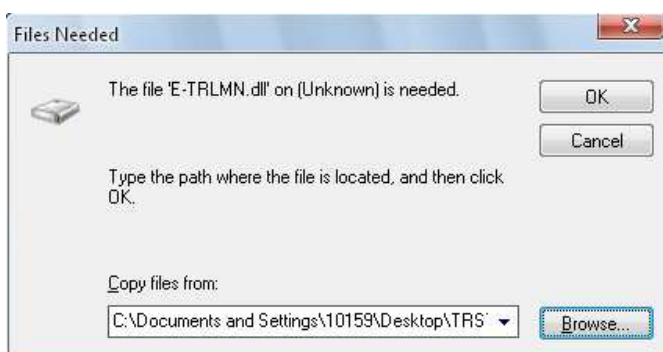 Files Needed
The file 'E-TRLMN.dll' on (Unknown) is needed.
OK
Cancel
Type the path where the file is located, and then click
OK.
Copy files from:
C:\Documents and Settings\10159\Desktop\TRS'
Browse...